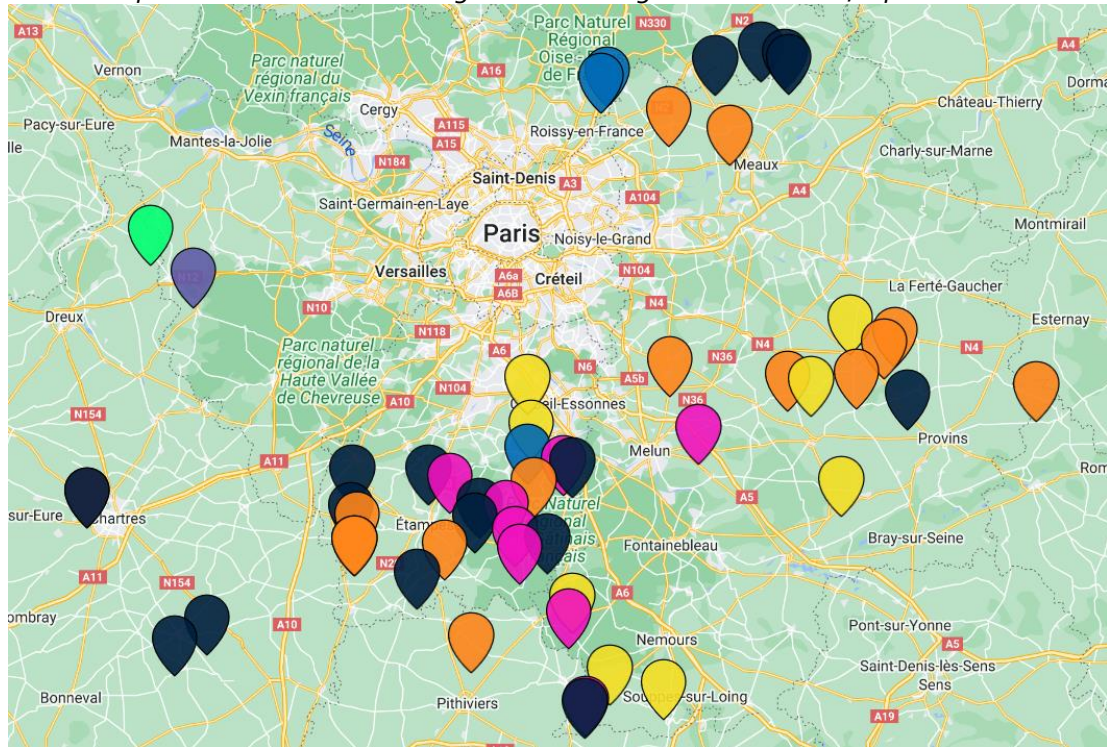 Parc Naturel
Régional
Oise -
de F
N330
N2
A4
A13
Vernon
Parc naturel
régional du
Vexin français
A16
Cergy
Château-Thierry
Dorma
Pacy-sur-Eure
Mantes-la-Jolie
Seine
A115
A15
Roissy-en-France
Charly-sur-Marne
lle
N184
Meaux
Saint-Denis
A3
A4
Saint-Germain-en-Laye
A104
Montmirail
Paris
Noisy-le-Grand
Versailles
A6a
A6B
Créteil
N104
N12
N10
N4
La Ferté-Gaucher
Dreux
N118
Esternay
Parc naturel
régional de la
Haute Vallée
de Chevreuse
A6
N6
N36
N4
N4
N104
A5b
A10
eil-Essonnes
N36
N154
Provins
A11
Melun
Rom
sur-Eure
Chartres
A5
Étam
Naturel
Fontainebleau
Bray-sur-Seine
A11
N154
N2
A6
ombray
A10
Nemours
Pont-sur-Yonne
A5
Saint-Denis-lès-Sens
Sens
Bonneval
Pithiviers
Souppes-sur-Loing
A19